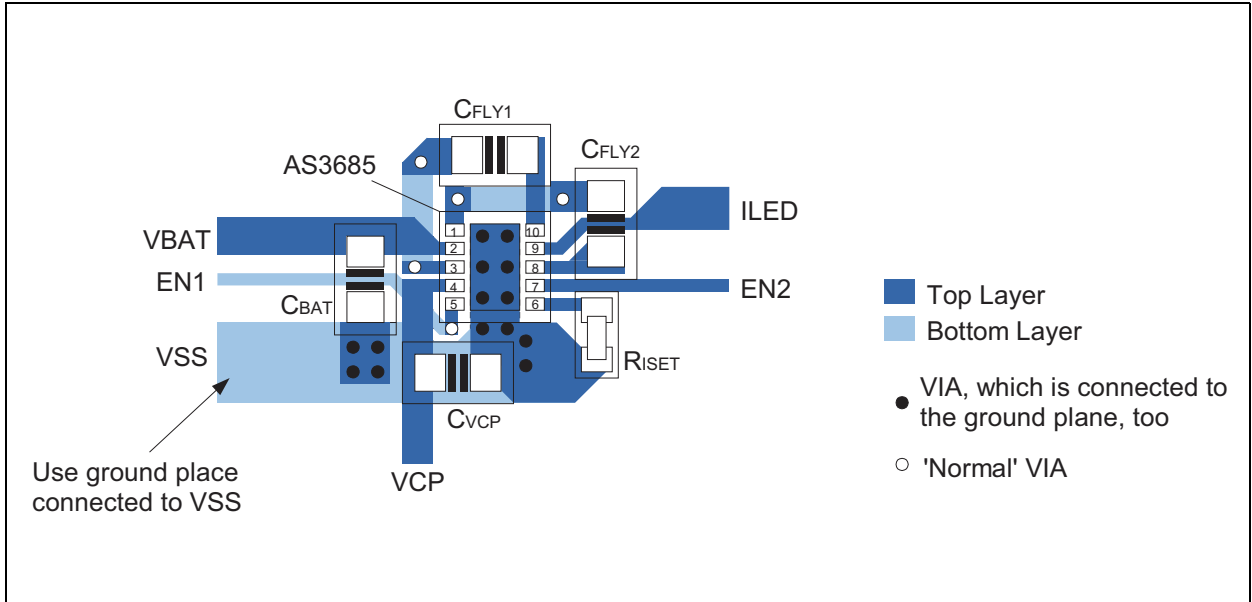 CFLY1
CFLY2
AS3685
ILED
VBAT
1
10
2
9
3
8
4
7
5
6
EN1
EN2
CBAT
VSS
RISET
CVCP
VCP
Use ground place
connected to VSS
Top Layer
Bottom Layer
VIA, which is connected to
the ground plane, too
'Normal' VIA